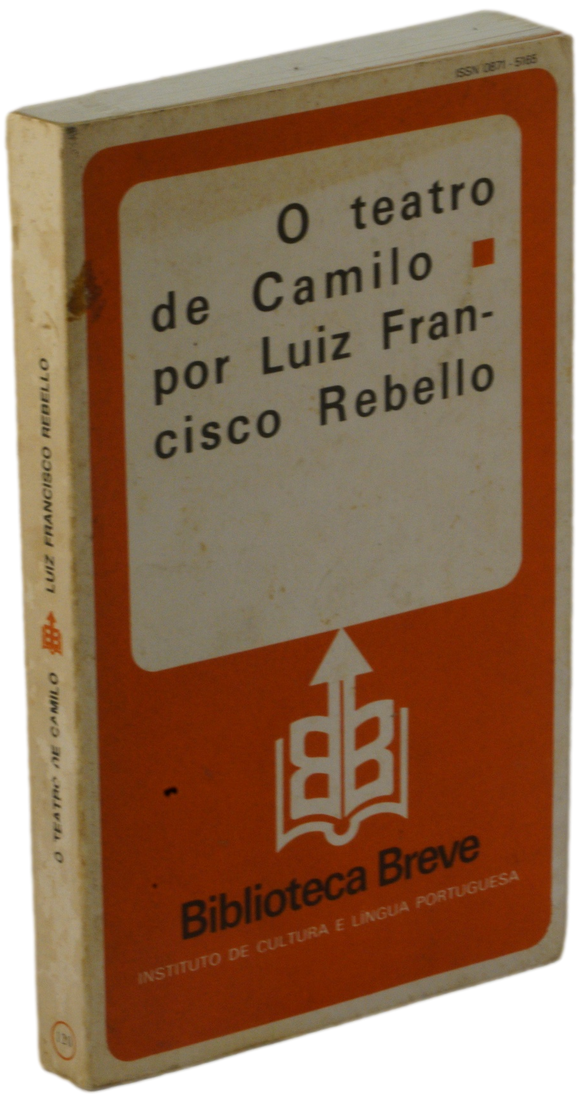 ISSN 0871 - 5165
O teatro
de Camilo ■
por Luiz Fran-
cisco Rebello
BB
Biblioteca Breve
INSTITUTO DE CULTURA E LÍNGUA PORTUGUESA
O TEATRO DE CAMILO
LUIZ FRANCISCO REBELLO